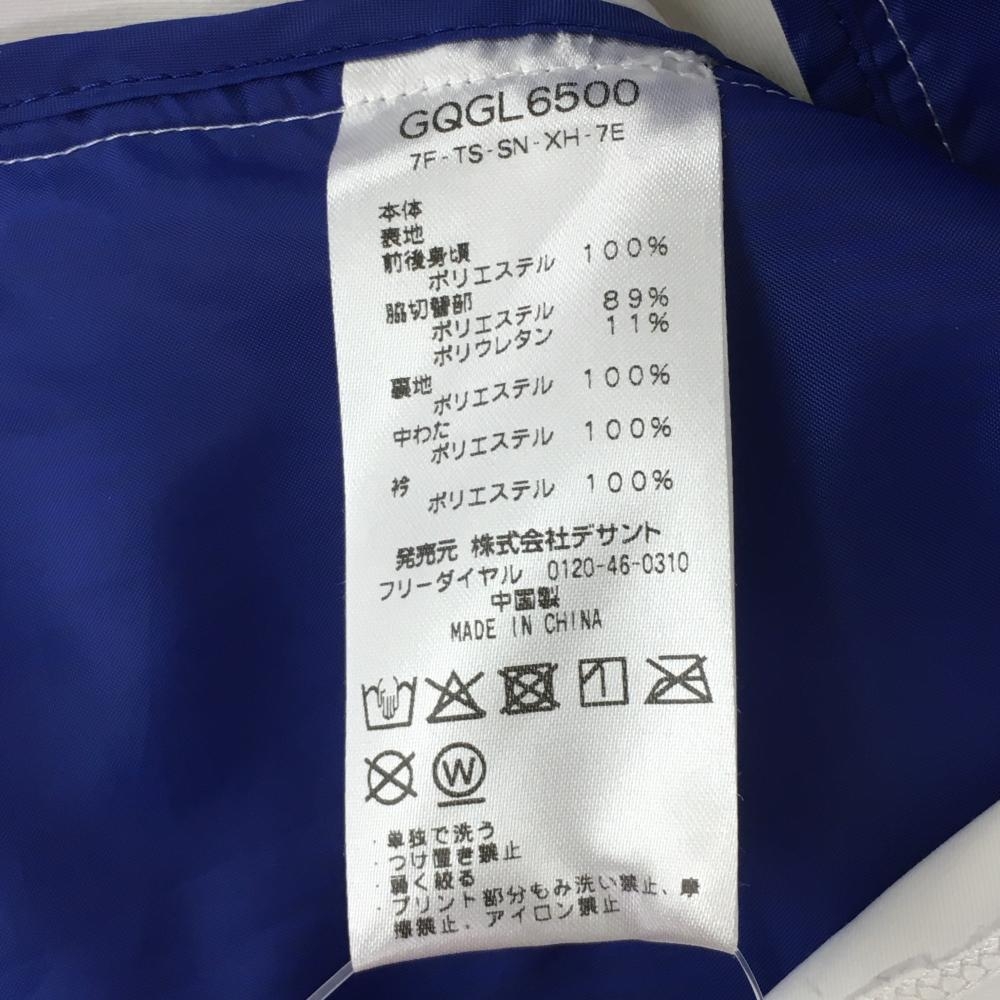 GQGL6500
7F-TS-SN-XH-7E
本体
表地
前後身頃
ポリエステル 100%
脇切替部
ポリエステル 89%
ポリウレタン 11%
裏地
ポリエステル 100%
中わた
ポリエステル 100%
衿
ポリエステル 100%
発売元 株式会社デサント
フリーダイヤル 0120-46-0310
中国製
MADE IN CHINA
W
・単独で洗う
・つけ置き禁止
・弱く絞る
・プリント部分もみ洗い禁止、摩
擦禁止、アイロン禁止